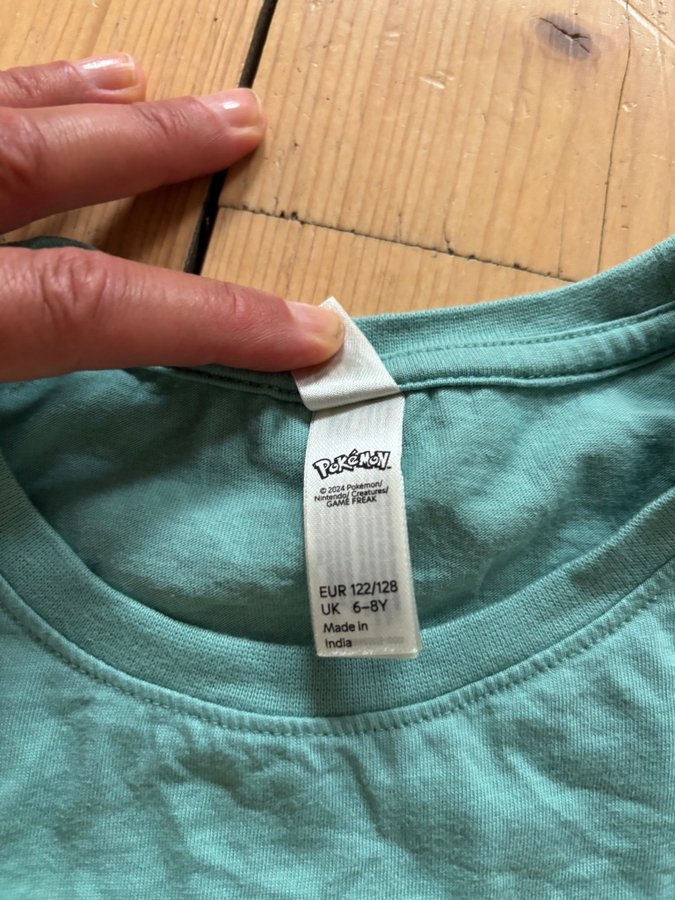 POKéMON
© 2024 Pokémon/
Nintendo/ Creatures/
GAME FREAK
EUR 122/128
UK 6–8Y
Made in
India